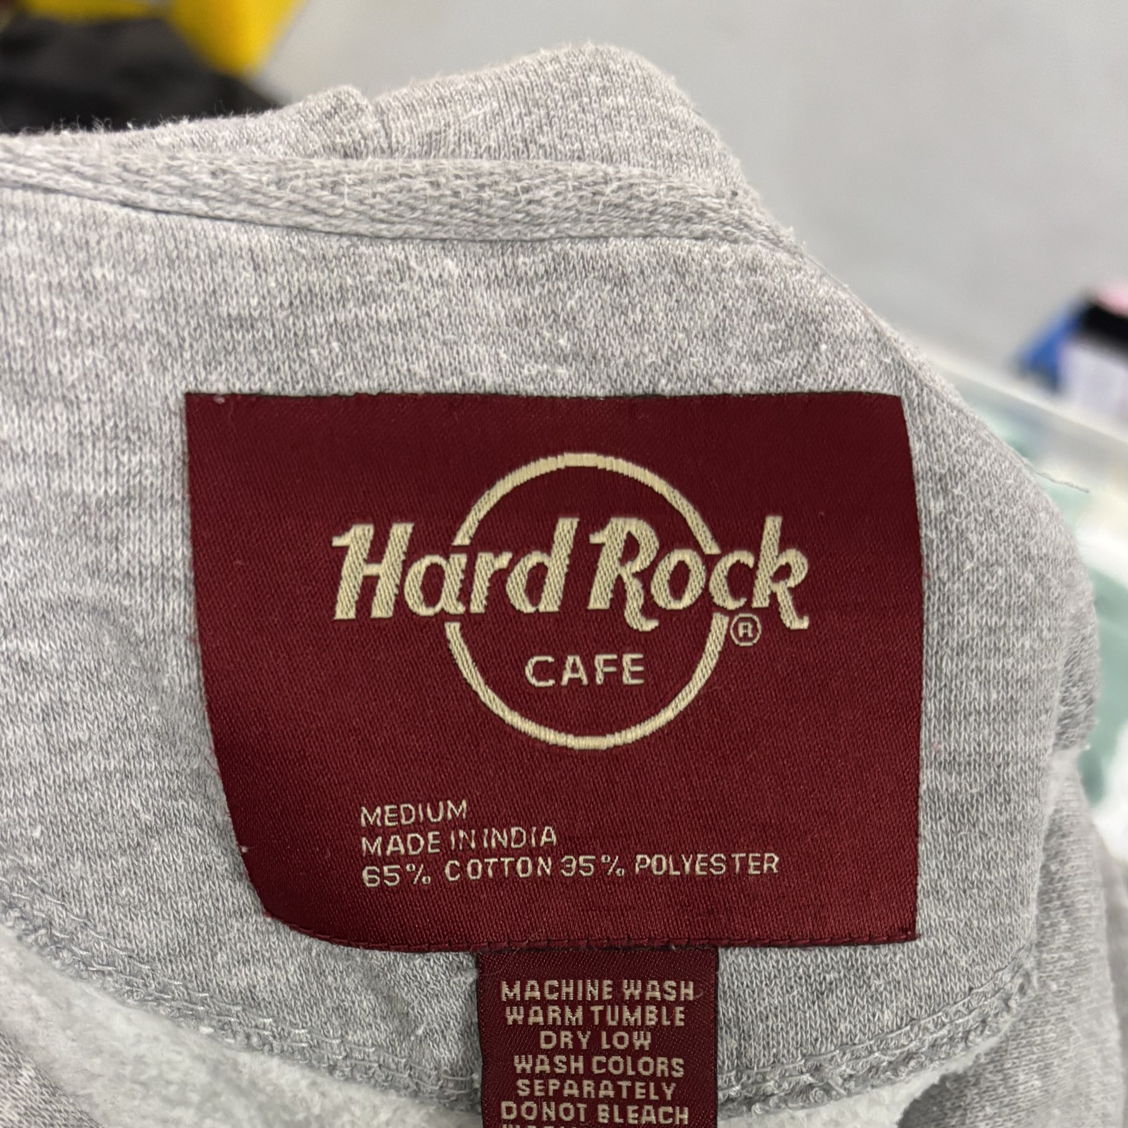 Hard Rock
®
CAFE
MEDIUM
MADE IN INDIA
65% COTTON 35% POLYESTER
MACHINE WASH
WARM TUMBLE
DRY LOW
WASH COLORS
SEPARATELY
DONOT BLEACH